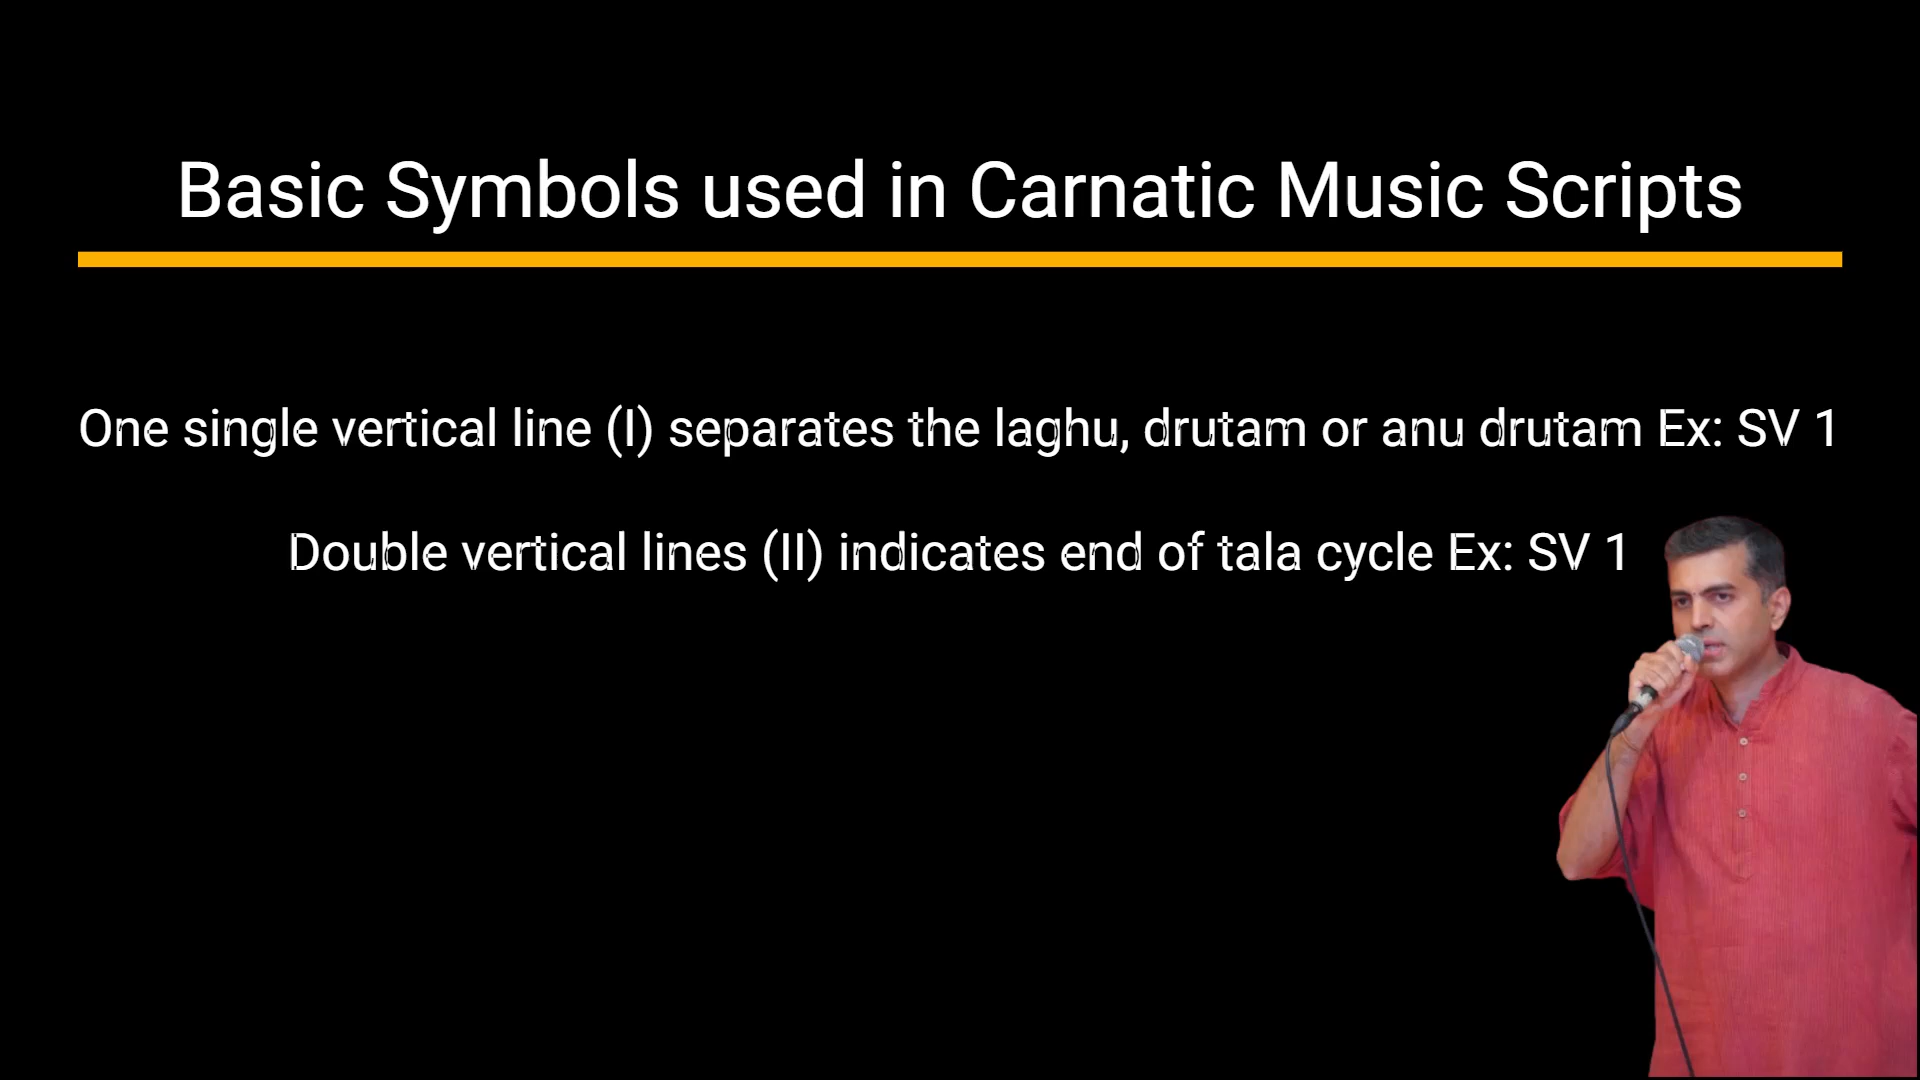 Basic Symbols used in Carnatic Music Scripts
One single vertical line (I) separates the laghu, drutam or anu drutam Ex: SV 1
Double vertical lines (II) indicates end of tala cycle Ex: SV 1